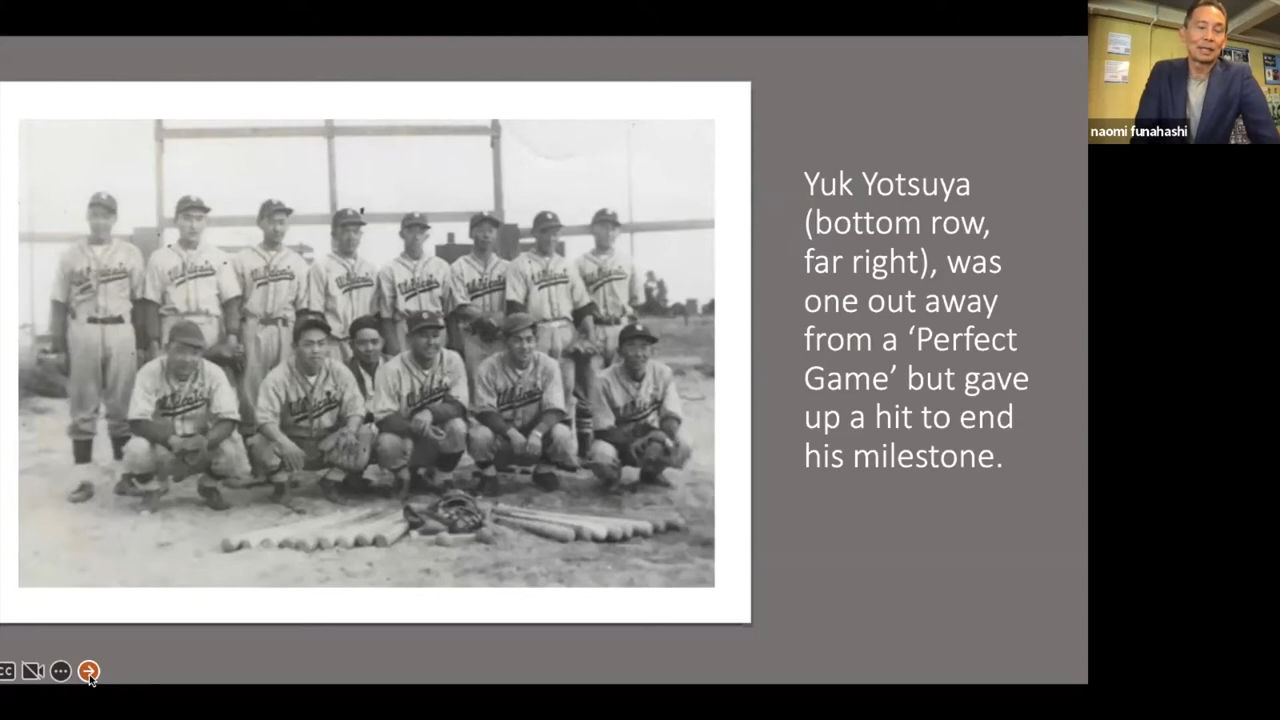 naomi funahashi
Yuk Yotsuya
(bottom row,
far right), was
one out away
from a ‘Perfect
Game’ but gave
up a hit to end
his milestone.
CC